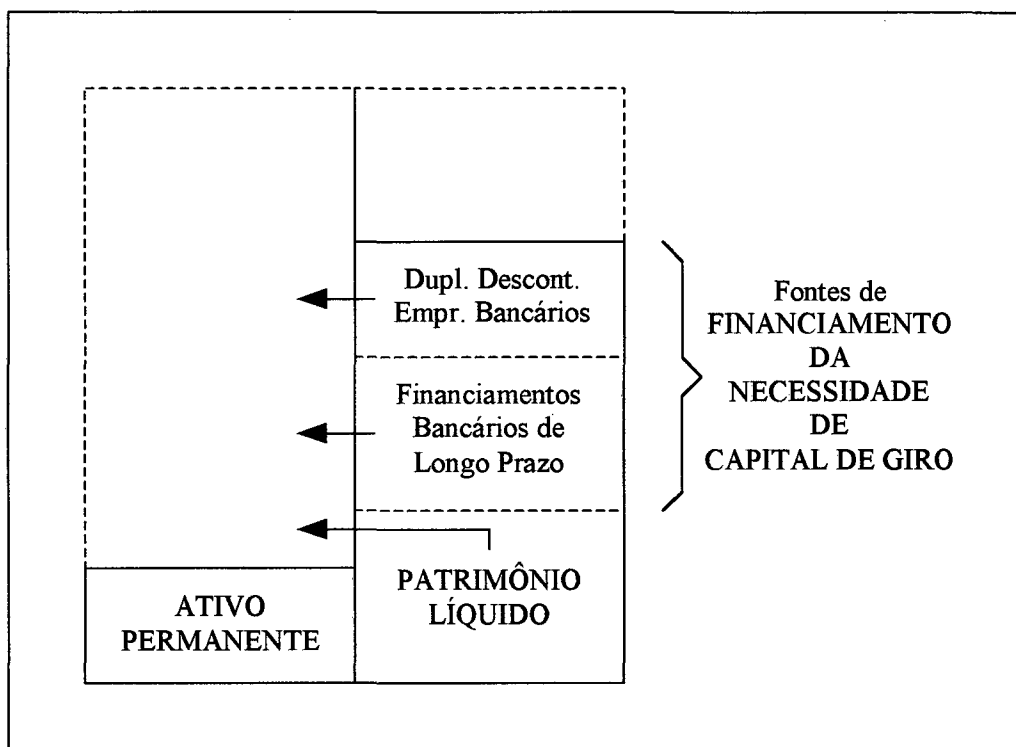 Dupl. Descont.
Empr. Bancários
Financiamentos
Bancários de
Longo Prazo
PATRIMÔNIO
LÍQUIDO
ATIVO
PERMANENTE
Fontes de
FINANCIAMENTO
DA
NECESSIDADE
DE
CAPITAL DE GIRO